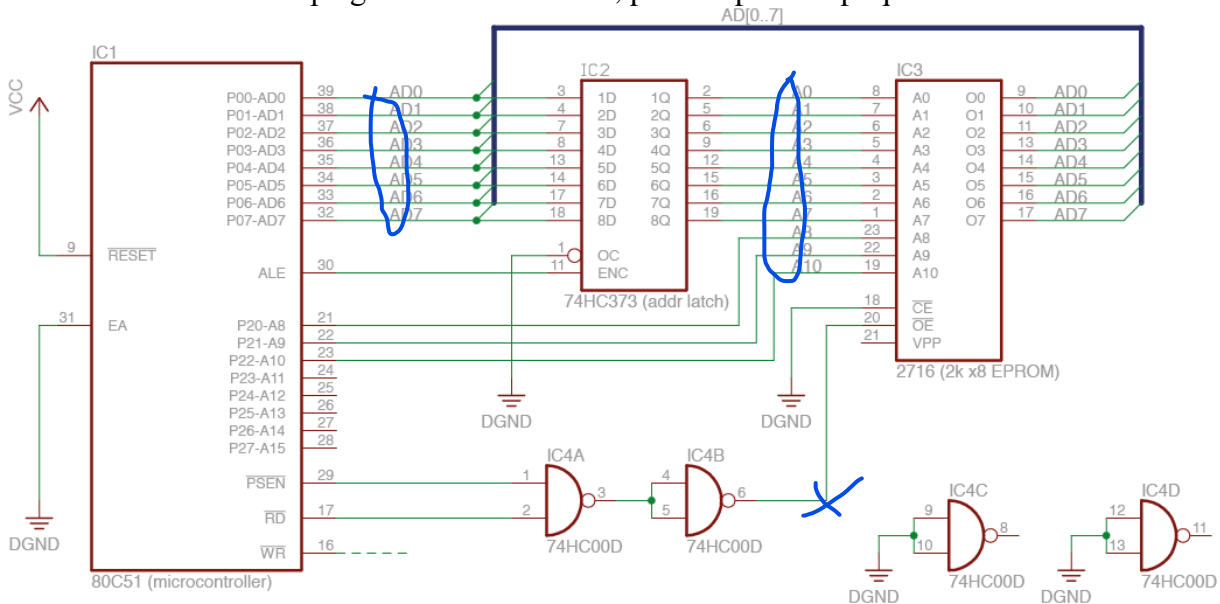 AD[0..7]
IC1
IC2
IC3
VCC
P00-AD0 39 AD0 3 1D 1Q 2 A0 8 A0 O0 9 AD0
P01-AD1 38 AD1 4 2D 2Q 5 A1 7 A1 O1 10 AD1
P02-AD2 37 AD2 7 3D 3Q 6 A2 6 A2 O2 11 AD2
P03-AD3 36 AD3 8 4D 4Q 9 A3 5 A3 O3 13 AD3
P04-AD4 35 AD4 13 5D 5Q 12 A4 4 A4 O4 14 AD4
P05-AD5 34 AD5 14 6D 6Q 15 A5 3 A5 O5 15 AD5
P06-AD6 33 AD6 17 7D 7Q 16 A6 2 A6 O6 16 AD6
P07-AD7 32 AD7 18 8D 8Q 19 A7 1 A7 O7 17 AD7
A8 23 A8
9 RESET 1 OC A9 22 A9
ALE 30 11 ENC A10 19 A10
74HC373 (addr latch)
18 CE
31 EA P20-A8 21 20 OE
P21-A9 22 21 VPP
P22-A10 23
2716 (2k x8 EPROM)
P23-A11 24
P24-A12 25
P25-A13 26
P26-A14 27
P27-A15 28
DGND DGND
IC4A IC4B
PSEN 29 1 3 4 6
RD 17 2 5
IC4C IC4D
9 8 12 11
10 13
DGND
WR 16
74HC00D 74HC00D
80C51 (microcontroller)
74HC00D 74HC00D
DGND DGND